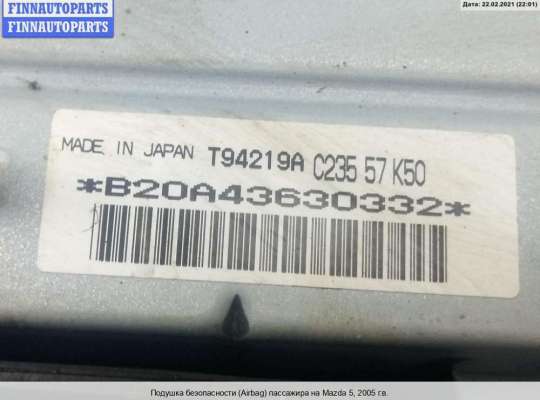 FINNAUTOPARTS
FINNAUTOPARTS
Дата: 22.02.2021 (22:01)
MADE IN JAPAN T94219A C235 57 K50
*B20A43630332*
Подушка безопасности (Airbag) пассажира на Mazda 5, 2005 г.в.